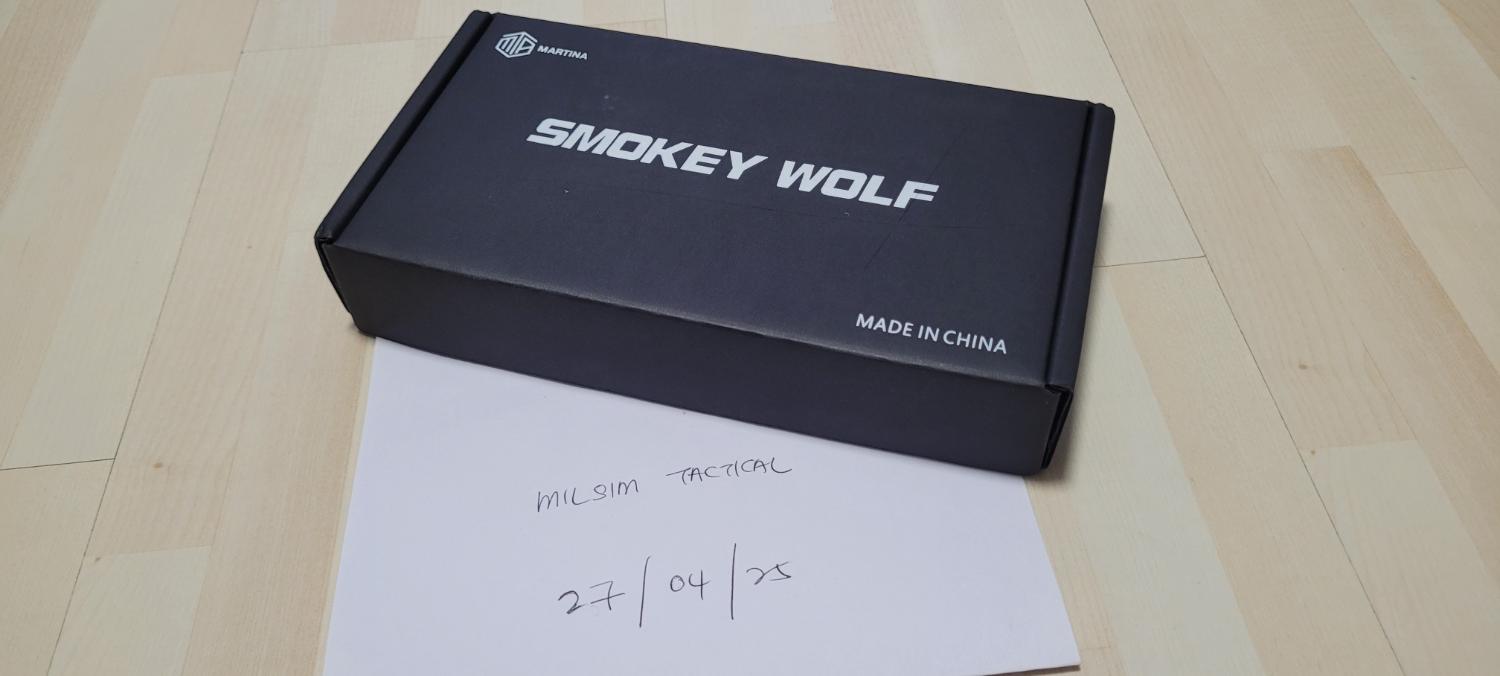 MARTINA
SMOKEY WOLF
MADE IN CHINA
MILSIM TACTICAL
27/04/25